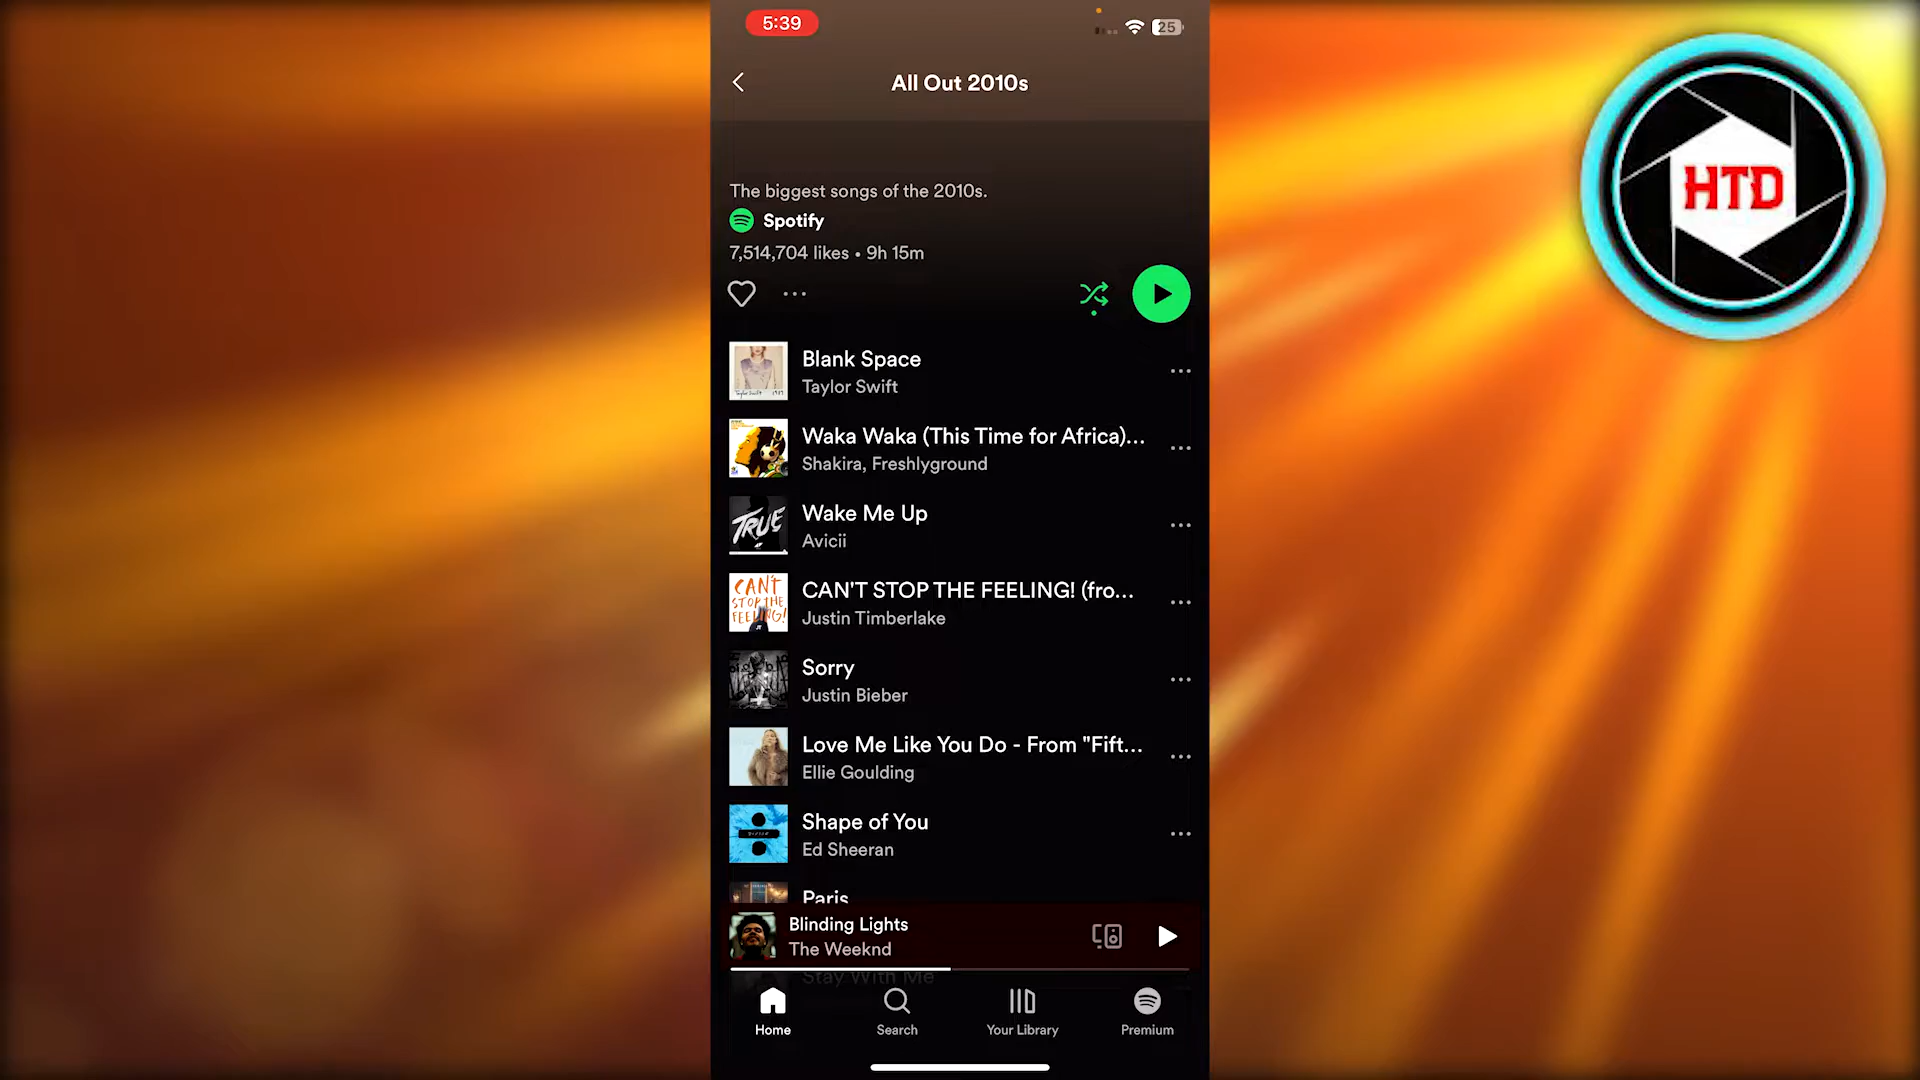 5:39
25
All Out 2010s
HTD
The biggest songs of the 2010s.
Spotify
7,514,704 likes • 9h 15m
Blank Space
Taylor Swift
Waka Waka (This Time for Africa)...
Shakira, Freshlyground
TRUE
Wake Me Up
Avicii
CAN'T STOP THE FEELING!
CAN'T STOP THE FEELING! (fro...
Justin Timberlake
Sorry
Justin Bieber
Love Me Like You Do - From "Fift...
Ellie Goulding
Shape of You
Ed Sheeran
Paris
Blinding Lights
The Weeknd
Stay With Me
Home
Search
Your Library
Premium